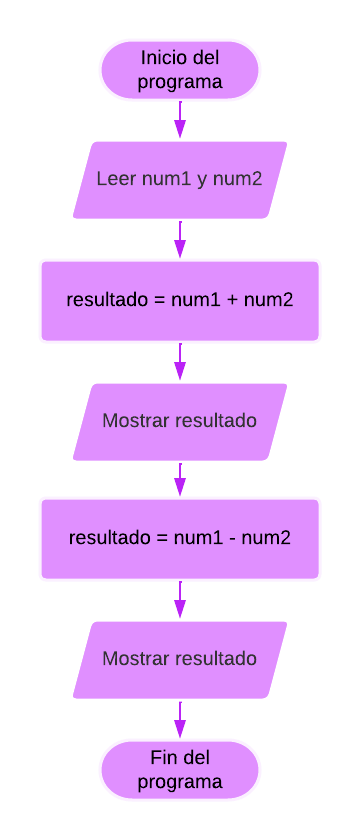 Inicio del
programa
Leer num1 y num2
resultado = num1 + num2
Mostrar resultado
resultado = num1 - num2
Mostrar resultado
Fin del
programa